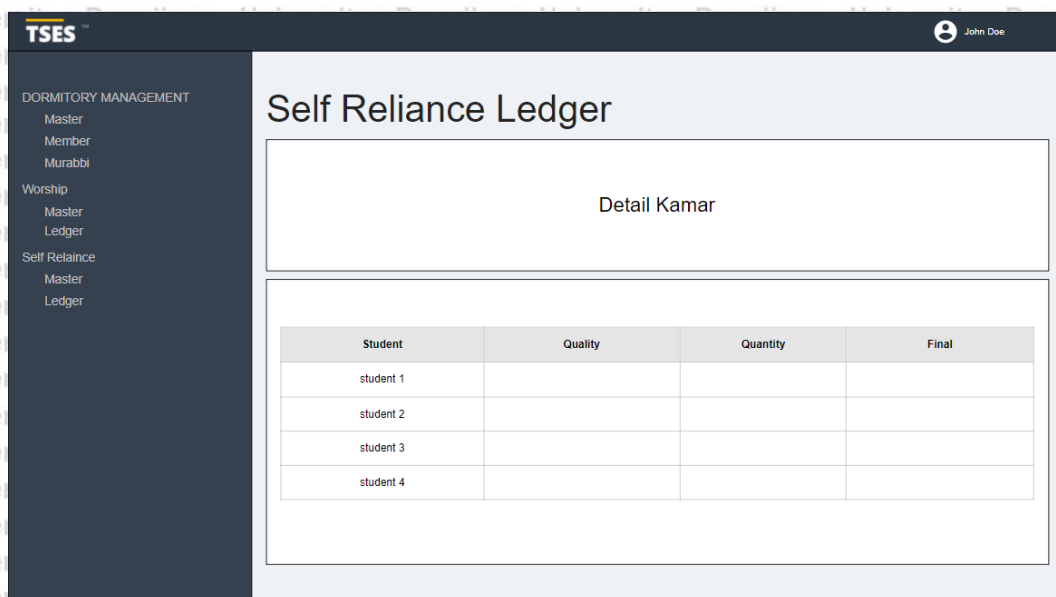 TSES ™
John Doe
DORMITORY MANAGEMENT
Master
Member
Murabbi
Worship
Master
Ledger
Self Relaince
Master
Ledger
Self Reliance Ledger
Detail Kamar
Student Quality Quantity Final
student 1
student 2
student 3
student 4